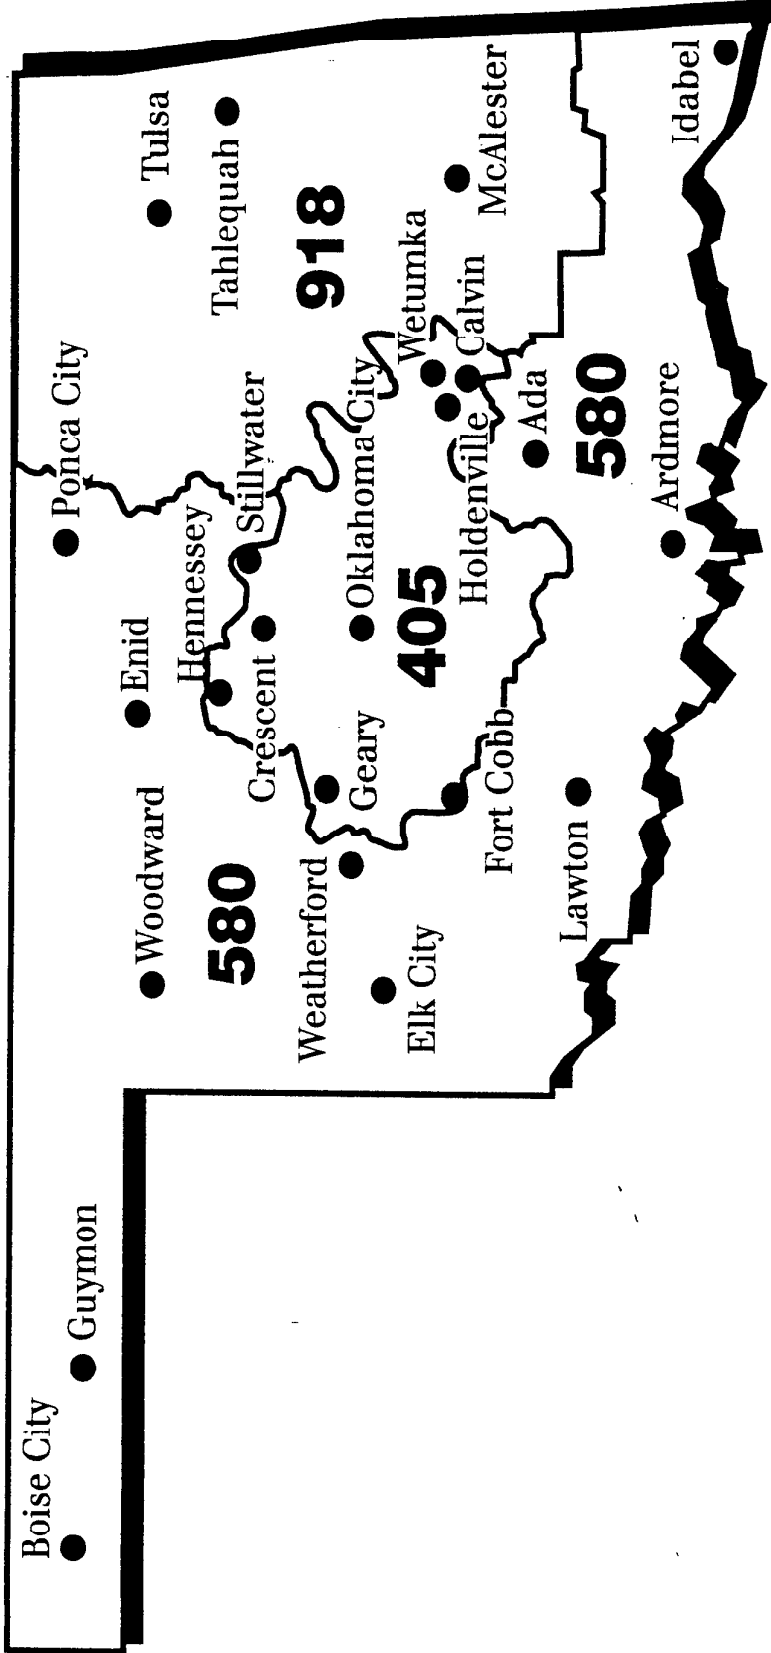 Boise City
Guymon
Ponca City
Enid
Woodward
Tulsa
Hennessey
Tahlequah
Stillwater
580
Crescent
918
Geary
Oklahoma City
Weatherford
Wetumka
405
Elk City
Calvin
McAlester
Holdenville
Fort Cobb
Ada
580
Lawton
Ardmore
Idabel